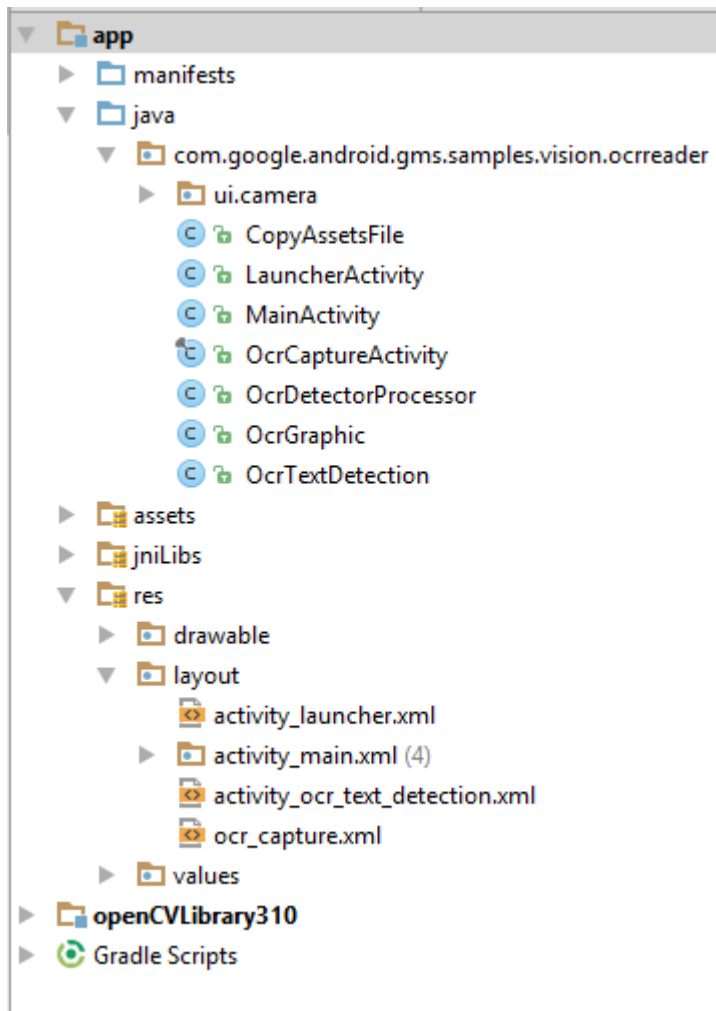 app
manifests
java
com.google.android.gms.samples.vision.ocrreader
ui.camera
C CopyAssetsFile
C LauncherActivity
C MainActivity
C OcrCaptureActivity
C OcrDetectorProcessor
C OcrGraphic
C OcrTextDetection
assets
jniLibs
res
drawable
layout
activity_launcher.xml
activity_main.xml (4)
activity_ocr_text_detection.xml
ocr_capture.xml
values
openCVLibrary310
Gradle Scripts